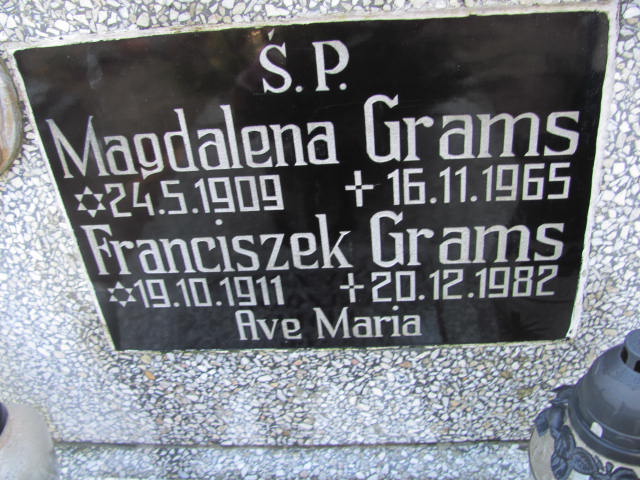 Ś.P.
Magdalena Grams
✡24.5.1909 +16.11.1965
Franciszek Grams
✡19.10.1911 +20.12.1982
Ave Maria